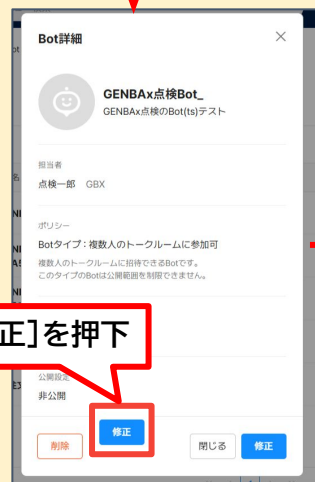 Bot詳細
GENBAx点検Bot_
GENBAx点検のBot(ts)テスト
担当者
点検一郎 GBX
ポリシー
Botタイプ：複数人のトークルームに参加可
複数人のトークルームに招待できるBotです。
このタイプのBotは公開範囲を制限できません。
正]を押下
公開設定
非公開
削除
修正
閉じる
修正